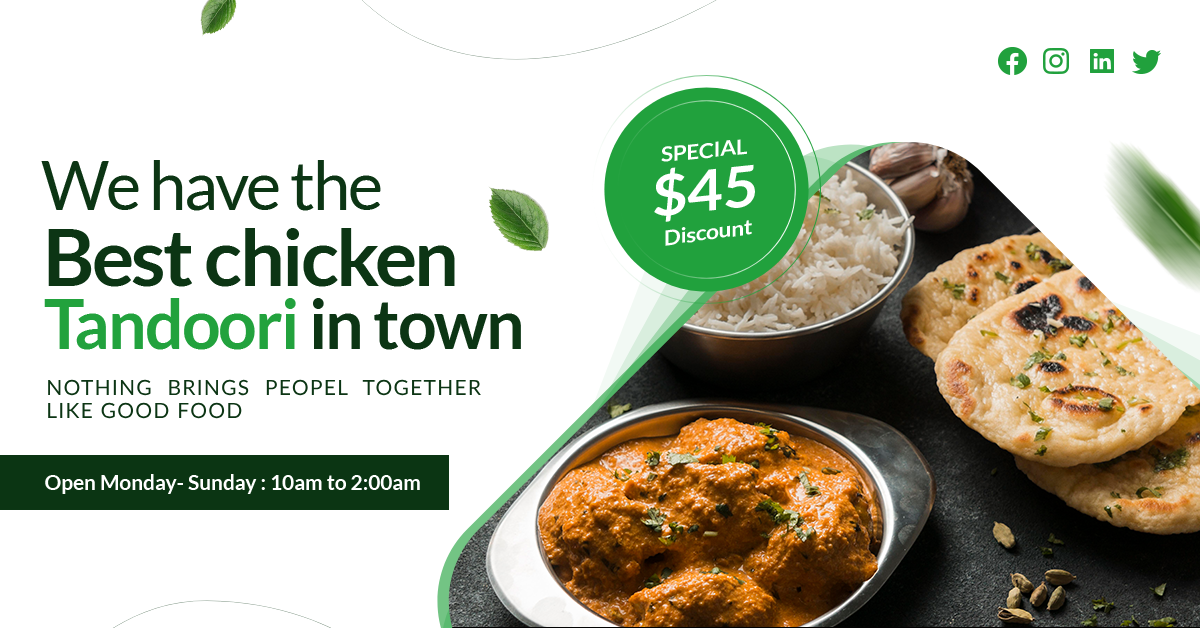 We have the
Best chicken
Tandoori in town
NOTHING BRINGS PEOPEL TOGETHER
LIKE GOOD FOOD
Open Monday- Sunday : 10am to 2:00am
SPECIAL
$45
Discount